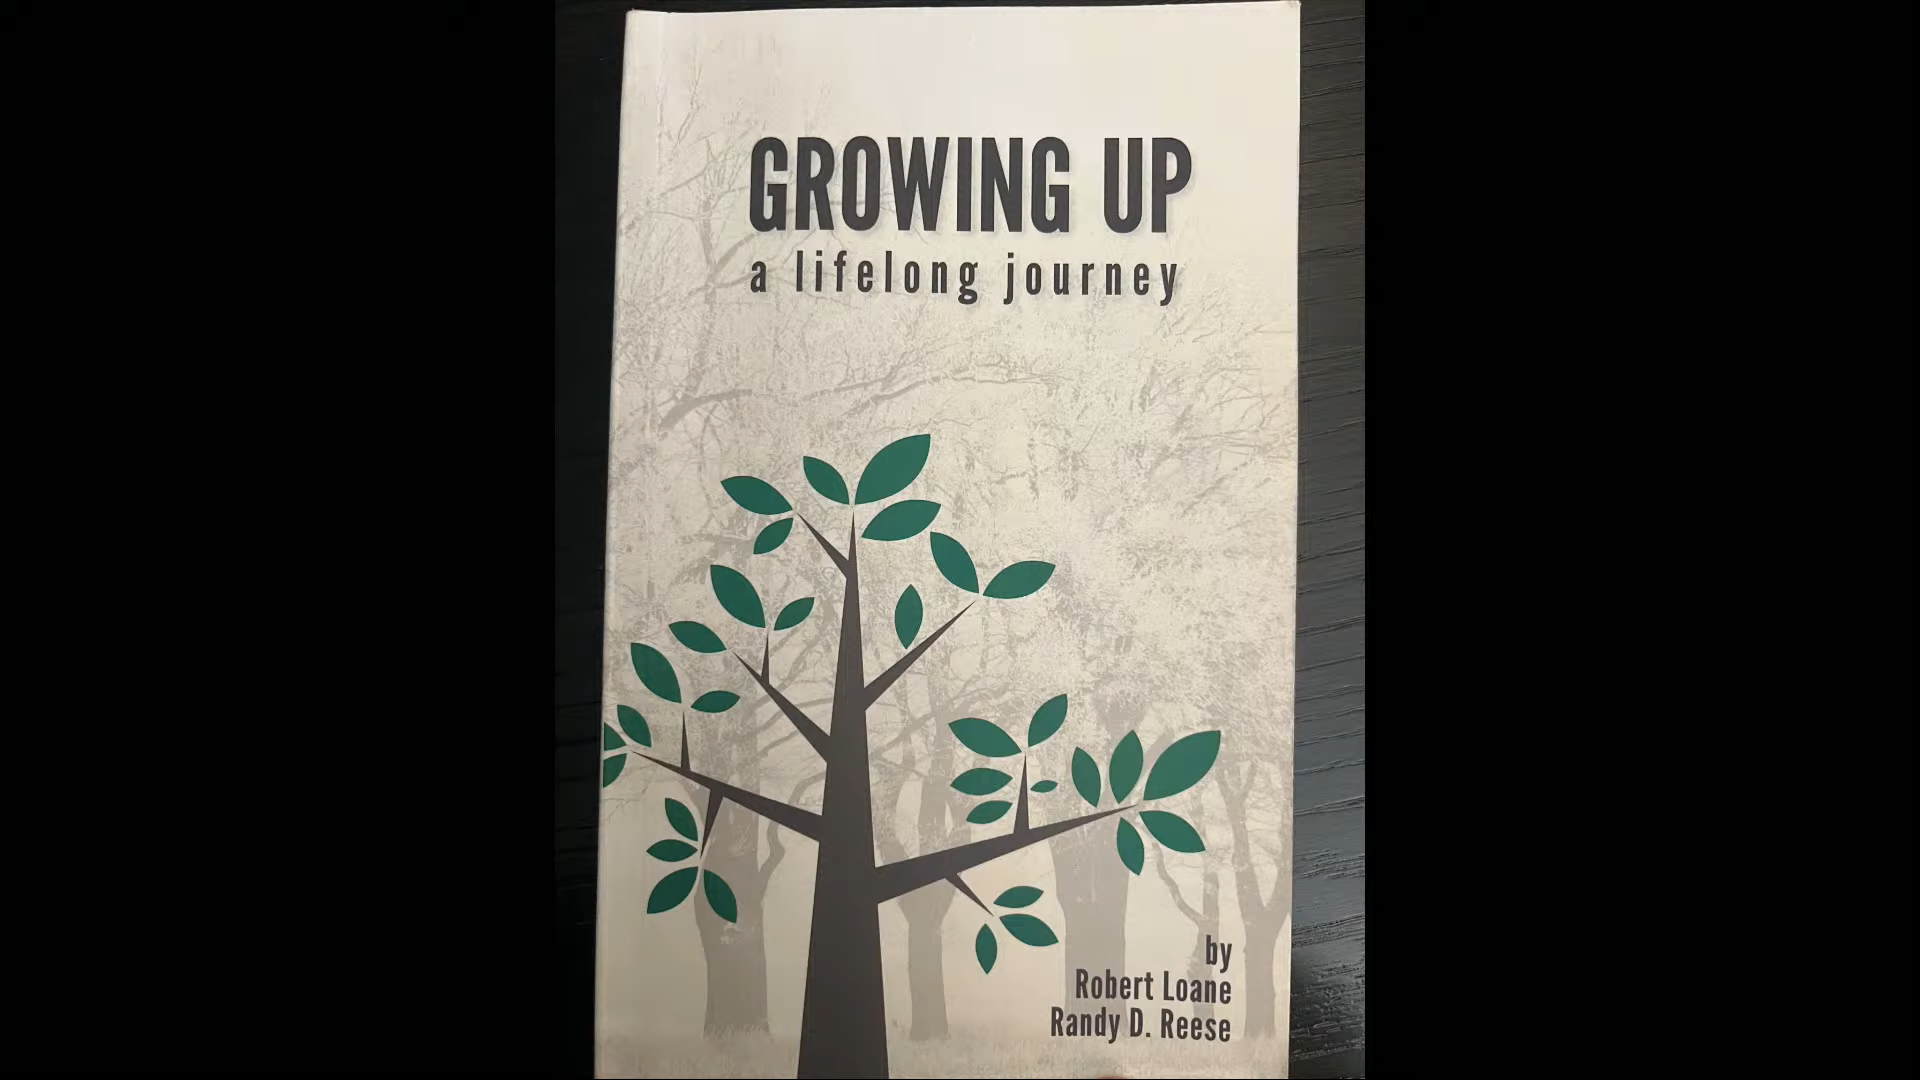 GROWING UP
a lifelong journey
by
Robert Loane
Randy D. Reese